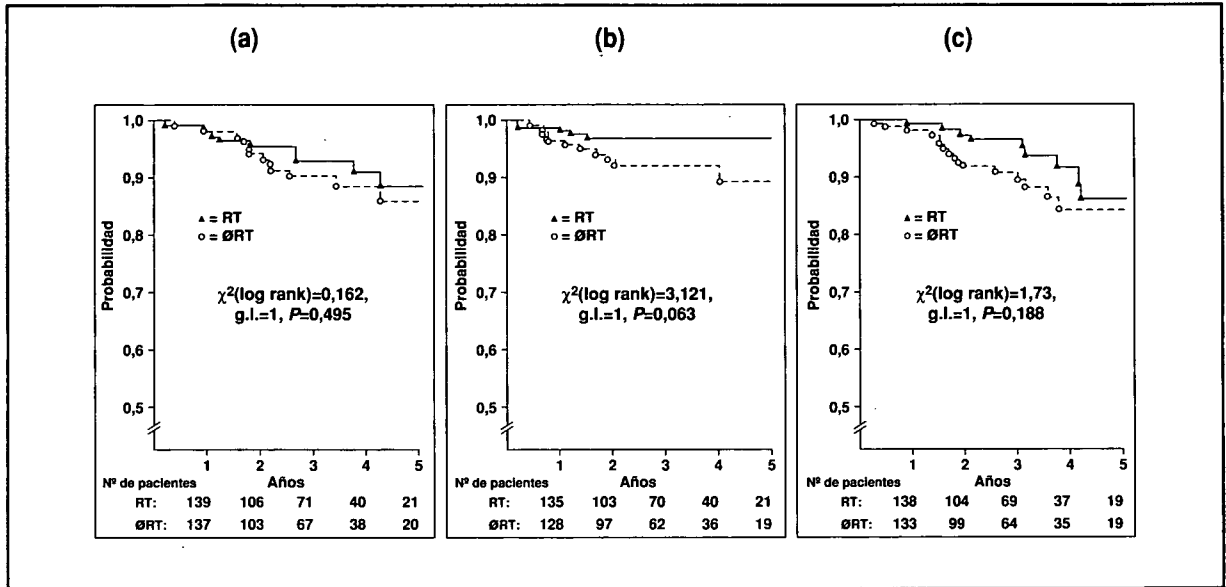 (a)
1,0
0,9
0,8
0,7
0,6
0,5
Probabilidad
▲= RT
○= ØRT
χ²(log rank)=0,162,
g.l.=1, P=0,495
1 2 3 4 5
Nº de pacientes Años
RT: 139 106 71 40 21
ØRT: 137 103 67 38 20
(b)
1,0
0,9
0,8
0,7
0,6
0,5
Probabilidad
▲= RT
○= ØRT
χ²(log rank)=3,121,
g.l.=1, P=0,063
1 2 3 4 5
Nº de pacientes Años
RT: 135 103 70 40 21
ØRT: 128 97 62 36 19
(c)
1,0
0,9
0,8
0,7
0,6
0,5
Probabilidad
▲= RT
○= ØRT
χ²(log rank)=1,73,
g.l.=1, P=0,188
1 2 3 4 5
Nº de pacientes Años
RT: 138 104 69 37 19
ØRT: 133 99 64 35 19